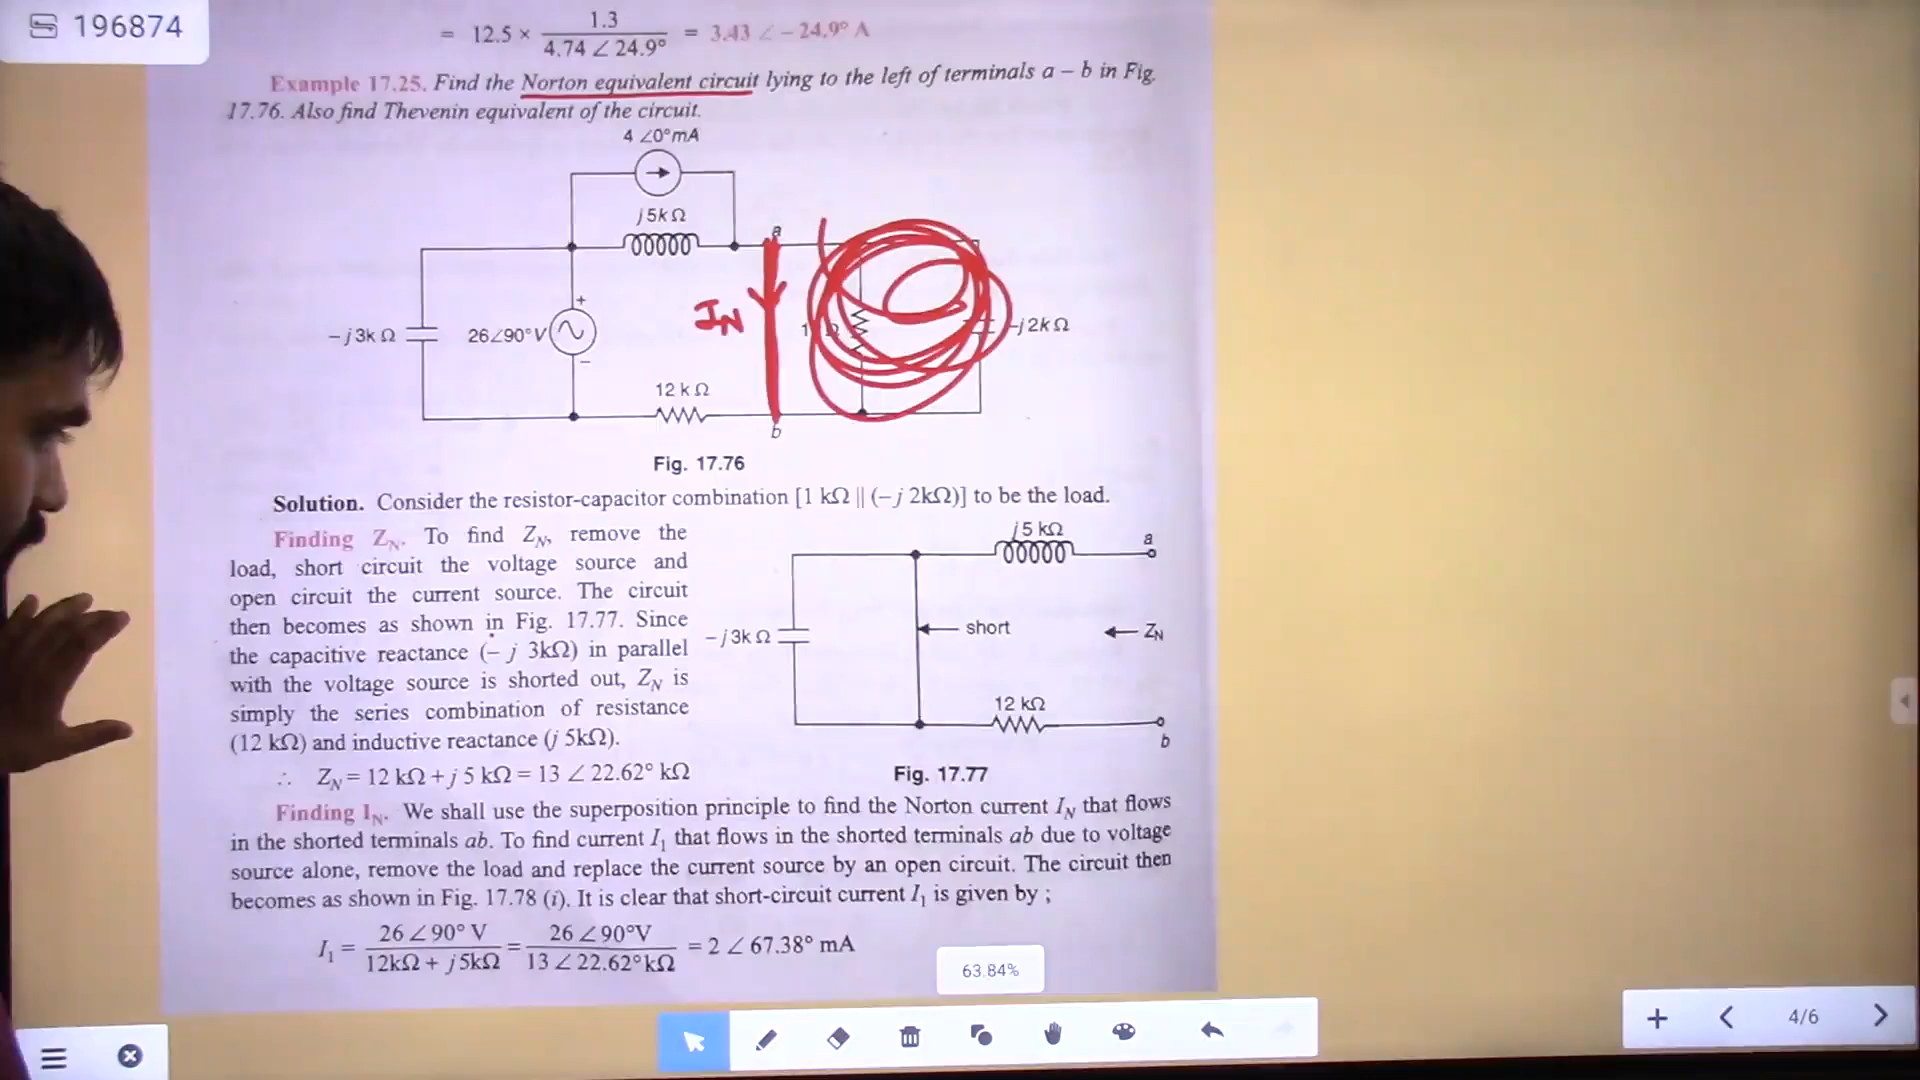 196874
= 12.5 × 1.3 / 4.74 ∠ 24.9° = 3.43 ∠ – 24.9° A
Example 17.25. Find the Norton equivalent circuit lying to the left of terminals a – b in Fig.
17.76. Also find Thevenin equivalent of the circuit.
4 ∠0° mA
j5kΩ
a
–j3k Ω
26∠90°V
+
–
IN
1
–j2kΩ
12 k Ω
b
Fig. 17.76
Solution. Consider the resistor-capacitor combination [1 kΩ || (– j 2kΩ)] to be the load.
Finding ZN. To find ZN, remove the
load, short circuit the voltage source and
open circuit the current source. The circuit
then becomes as shown in Fig. 17.77. Since
the capacitive reactance (– j 3kΩ) in parallel
with the voltage source is shorted out, ZN is
simply the series combination of resistance
(12 kΩ) and inductive reactance (j 5kΩ).
∴ ZN = 12 kΩ + j 5 kΩ = 13 ∠ 22.62° kΩ
j5 kΩ
a
–j3k Ω
short
ZN
12 kΩ
b
Fig. 17.77
Finding IN. We shall use the superposition principle to find the Norton current IN that flows
in the shorted terminals ab. To find current I1 that flows in the shorted terminals ab due to voltage
source alone, remove the load and replace the current source by an open circuit. The circuit then
becomes as shown in Fig. 17.78 (i). It is clear that short-circuit current I1 is given by ;
I1 = 26 ∠ 90° V / 12kΩ + j5kΩ = 26 ∠ 90°V / 13 ∠ 22.62° kΩ = 2 ∠ 67.38° mA
63.84%
4/6